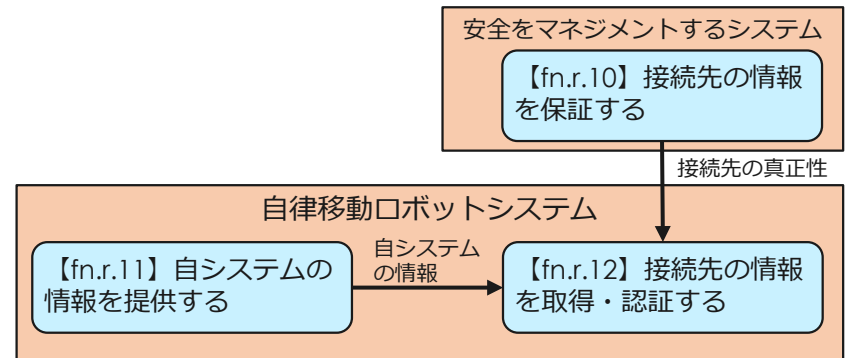 安全をマネジメントするシステム
【fn.r.10】接続先の情報
を保証する
接続先の真正性
自律移動ロボットシステム
【fn.r.11】自システムの
情報を提供する
自システム
の情報
【fn.r.12】接続先の情報
を取得・認証する